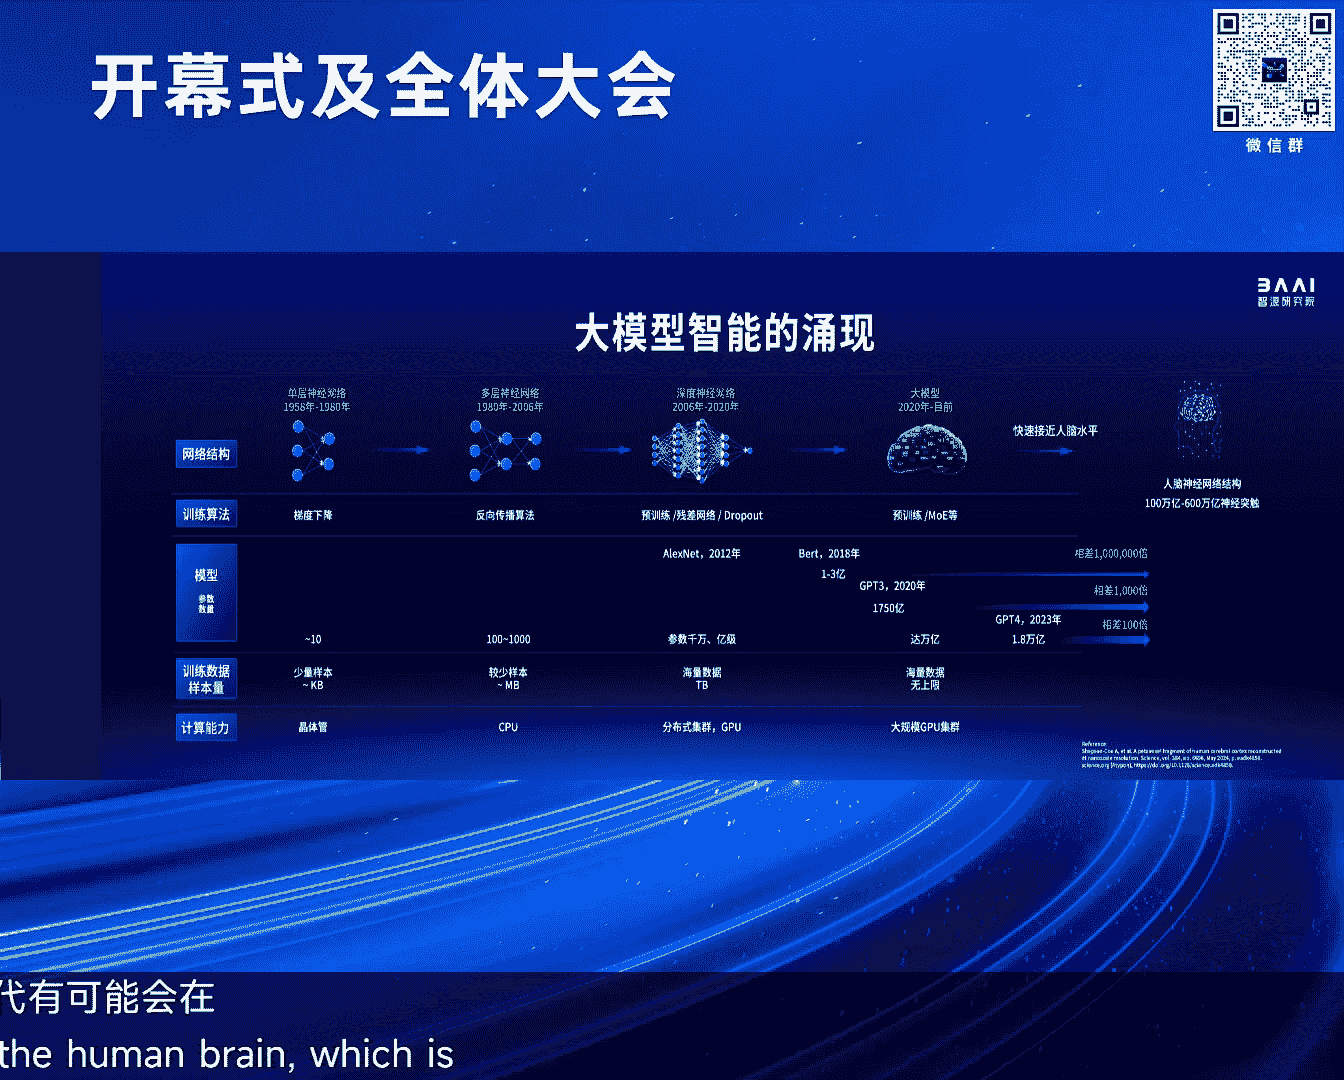 开幕式及全体大会
微信群
BAAI
智源研究院
大模型智能的涌现
单层神经网络
1958年-1980年
多层神经网络
1980年-2006年
深度神经网络
2006年-2020年
大模型
2020年-目前
快速接近人脑水平
网络结构
人脑神经网络结构
100万亿-600万亿神经突触
训练算法
梯度下降
反向传播算法
预训练 /残差网络 / Dropout
预训练 /MoE等
模型
参数
数量
AlexNet，2012年
Bert，2018年
相差1,000,000倍
1-3亿
GPT3，2020年
相差1,000倍
1750亿
GPT4，2023年
相差100倍
~10
100~1000
参数千万、亿级
达万亿
1.8万亿
训练数据
样本量
少量样本
~ KB
较少样本
~ MB
海量数据
TB
海量数据
无上限
计算能力
晶体管
CPU
分布式集群，GPU
大规模GPU集群
Reference:
代有可能会在
the human brain, which is